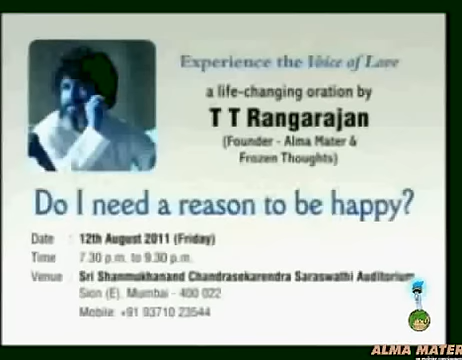 Experience the Voice of Love
a life-changing oration by
T T Rangarajan
(Founder - Alma Mater &
Frozen Thoughts)
Do I need a reason to be happy?
Date : 12th August 2011 (Friday)
Time : 7.30 p.m. to 9.30 p.m.
Venue : Sri Shanmukhanand Chandrasekarendra Saraswathi Auditorium
Sion (E), Mumbai - 400 022
Mobile: +91 93710 23544
ALMA MATER